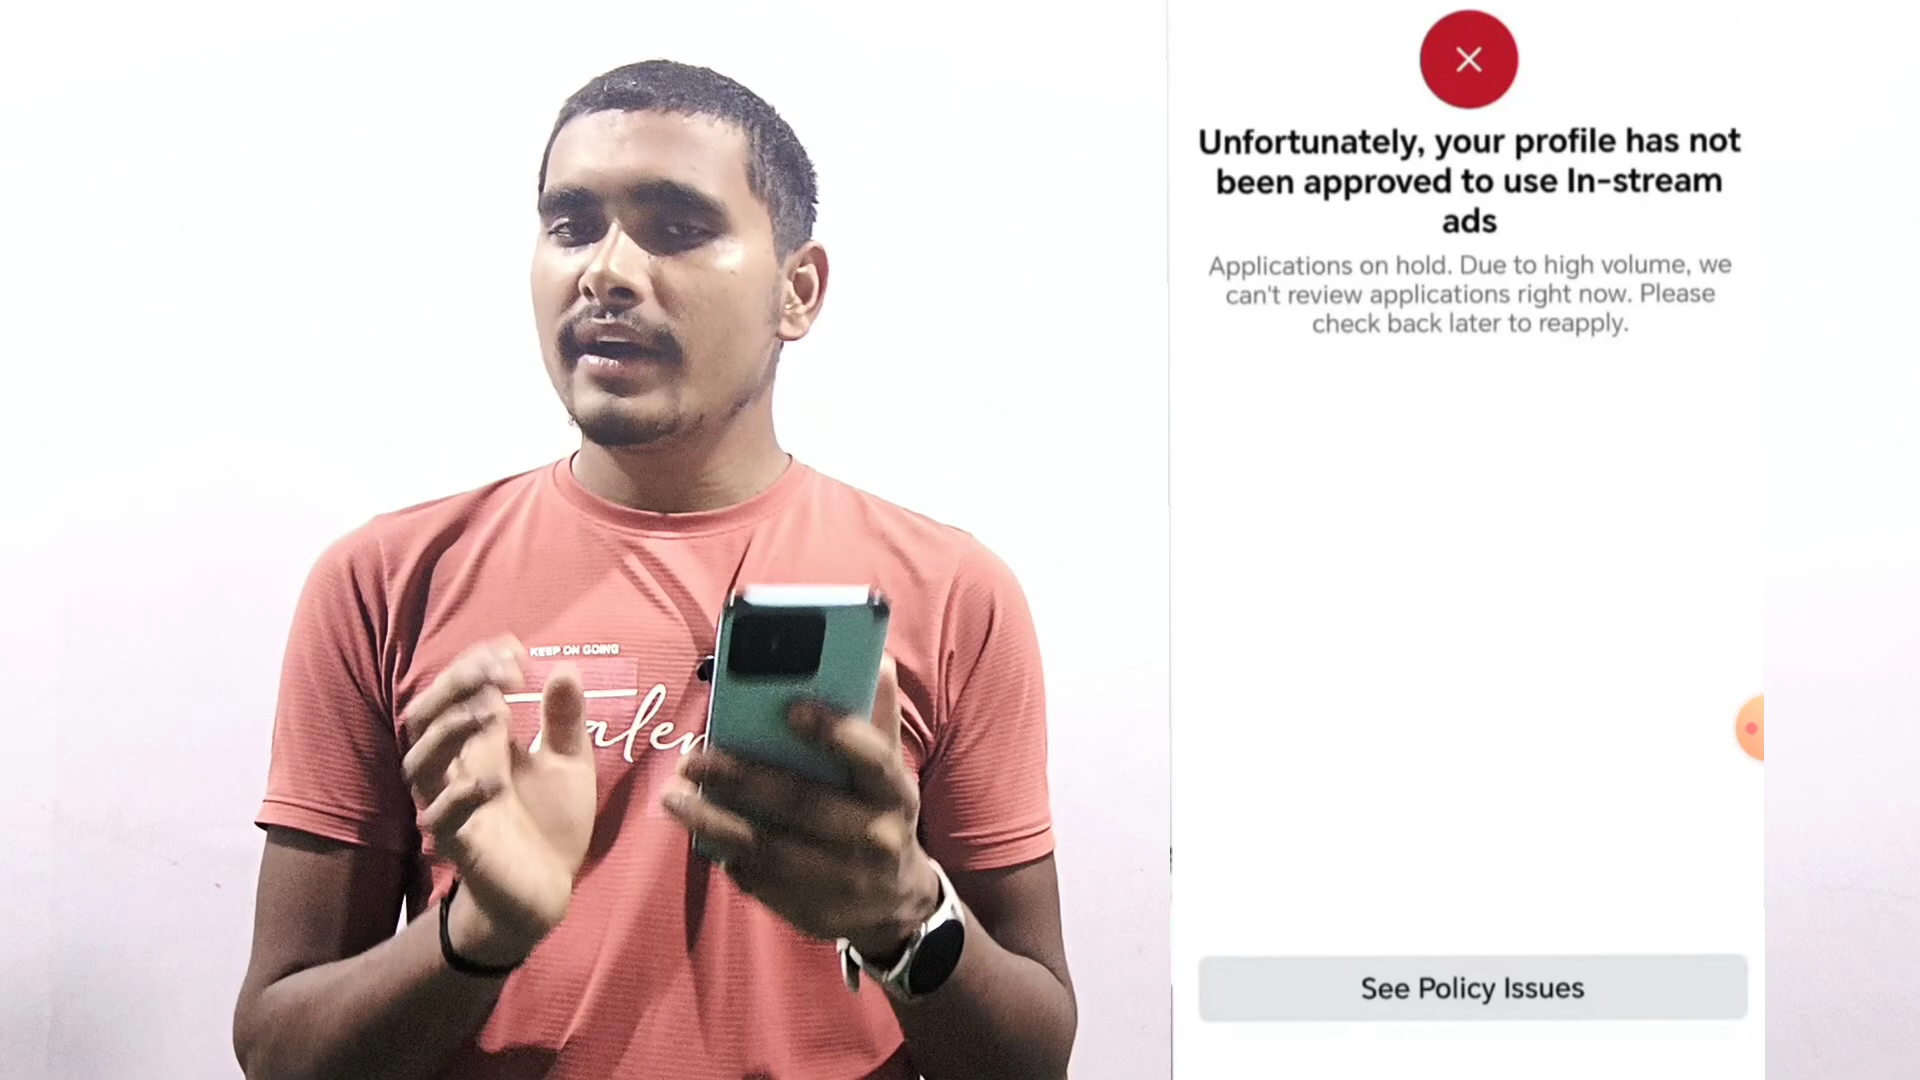 Unfortunately, your profile has not
been approved to use In-stream
ads
Applications on hold. Due to high volume, we
can't review applications right now. Please
check back later to reapply.
KEEP ON GOING
See Policy Issues